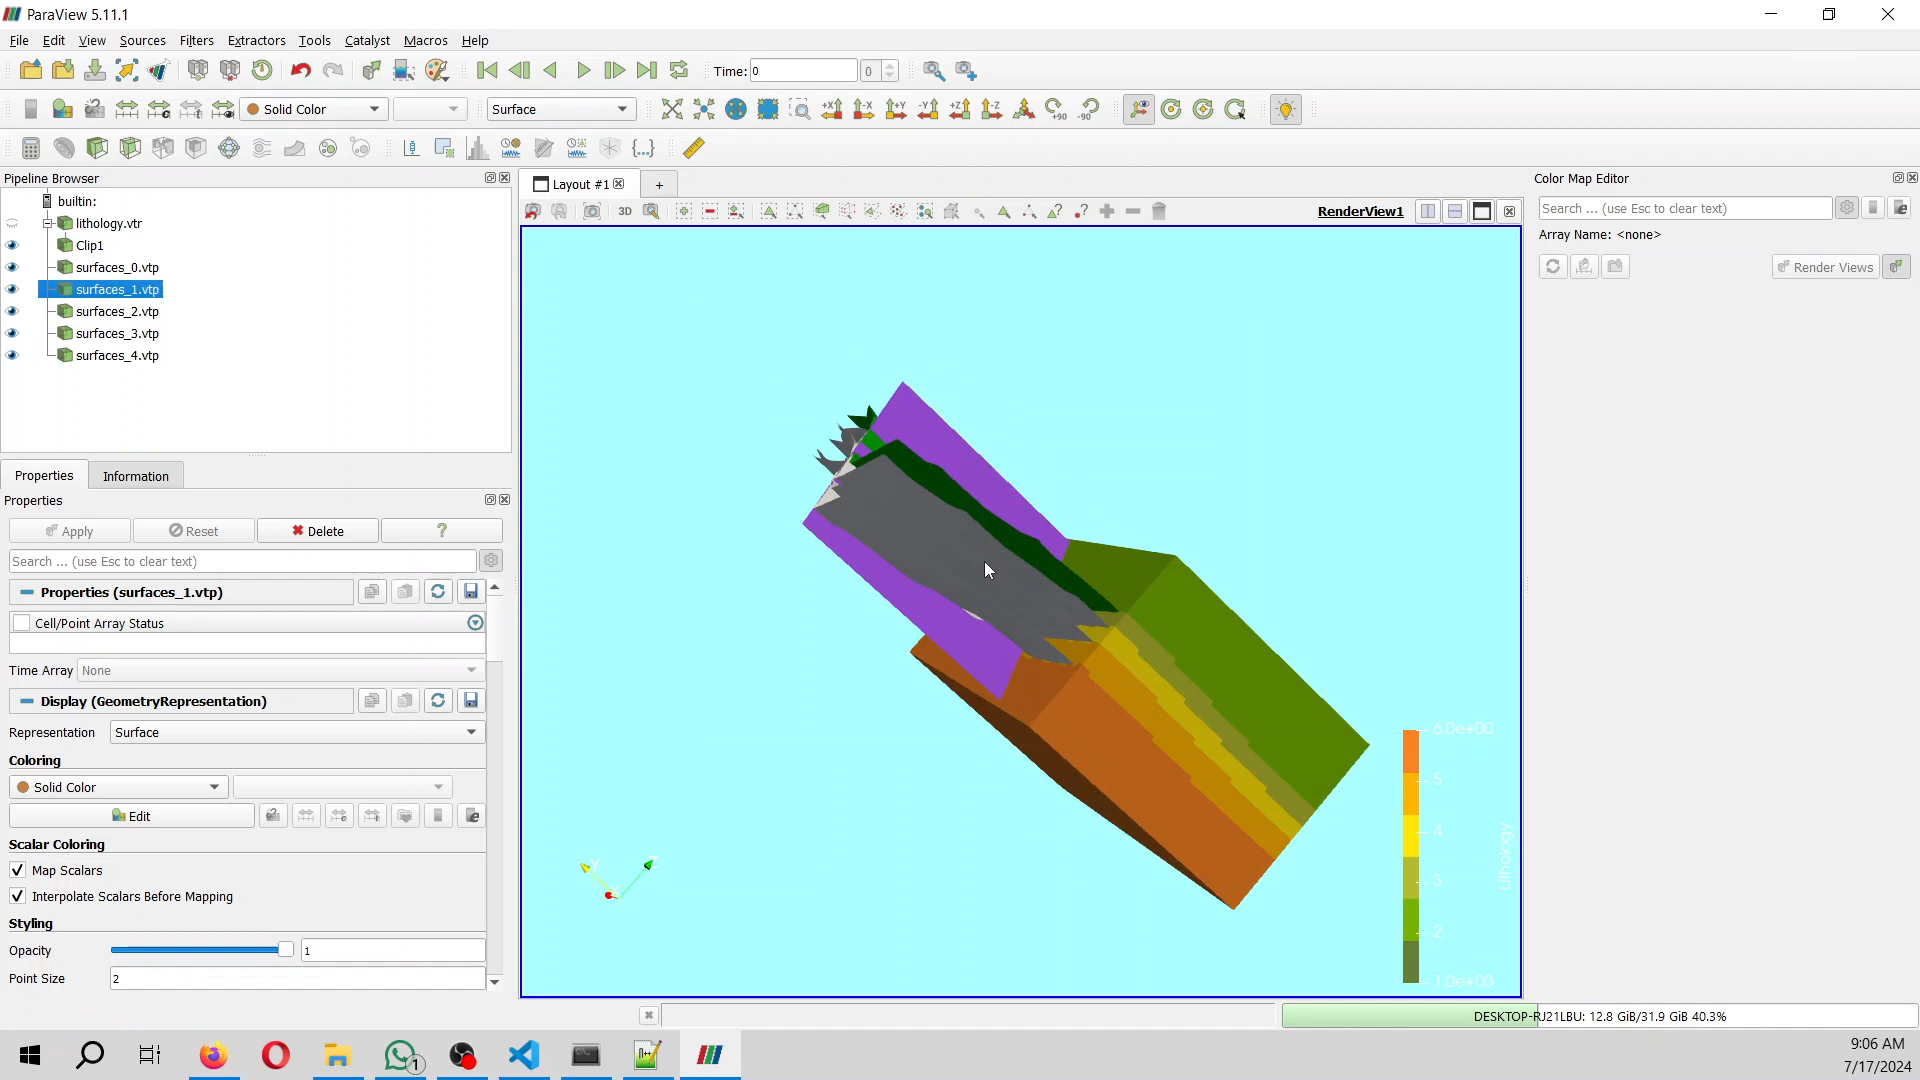 ParaView 5.11.1
File Edit View Sources Filters Extractors Tools Catalyst Macros Help
Time: 0 0
Solid Color Surface +X -X +Y -Y +Z -Z +90 -90
Pipeline Browser
builtin:
lithology.vtr
Clip1
surfaces_0.vtp
surfaces_1.vtp
surfaces_2.vtp
surfaces_3.vtp
surfaces_4.vtp
Properties Information
Properties
Apply Reset Delete ?
Search ... (use Esc to clear text)
Properties (surfaces_1.vtp)
Cell/Point Array Status
Time Array None
Display (GeometryRepresentation)
Representation Surface
Coloring
Solid Color
Edit
Scalar Coloring
Map Scalars
Interpolate Scalars Before Mapping
Styling
Opacity 1
Point Size 2
Layout #1 +
3D RenderView1
6.0e+00
5
4
3
2
1.0e+00
Lithology
Y
Color Map Editor
Search ... (use Esc to clear text)
Array Name: <none>
Render Views
DESKTOP-RJ21LBU: 12.8 GiB/31.9 GiB 40.3%
1
9:06 AM
7/17/2024